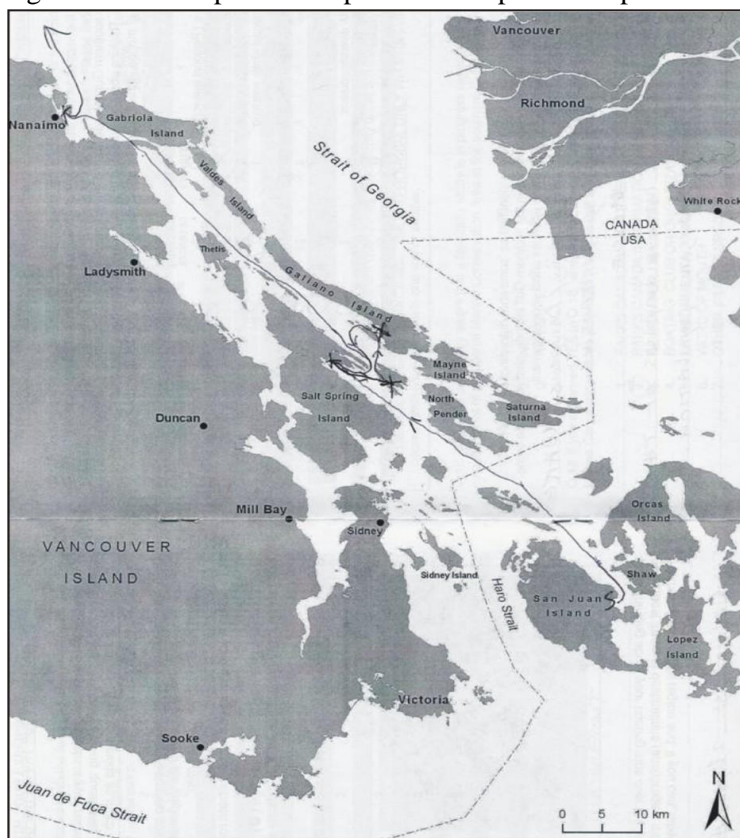 Vancouver
Richmond
Nanaimo
Gabriola
Island
Strait of Georgia
Valdes
Island
White Rock
CANADA
USA
Thetis
Ladysmith
Galiano Island
Mayne
Island
Salt Spring
Island
North
Pender
Saturna
Island
Duncan
Mill Bay
Sidney
Orcas
Island
VANCOUVER
ISLAND
Sidney Island
Haro Strait
Shaw
San Juan
Island
Lopez
Island
Victoria
Sooke
Juan de Fuca Strait
N
0 5 10 km